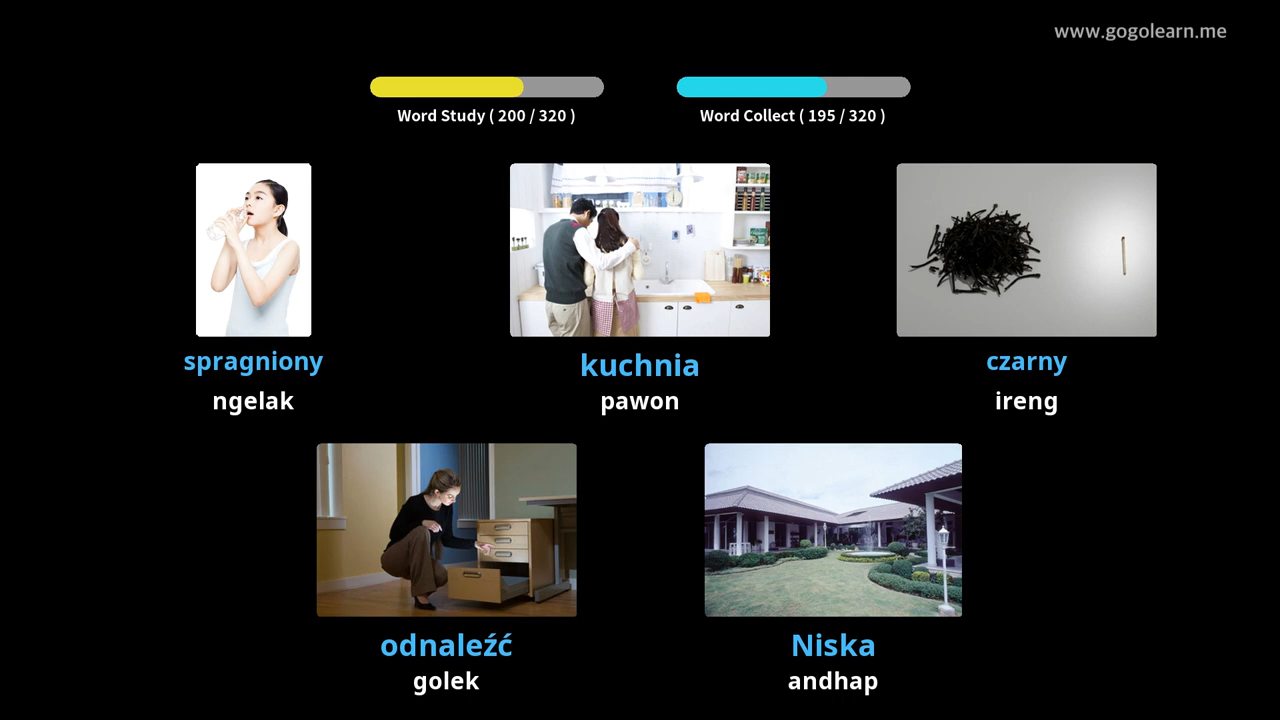 www.gogolearn.me
Word Study ( 200 / 320 )
Word Collect ( 195 / 320 )
spragniony
ngelak
kuchnia
pawon
czarny
ireng
odnaleźć
golek
Niska
andhap